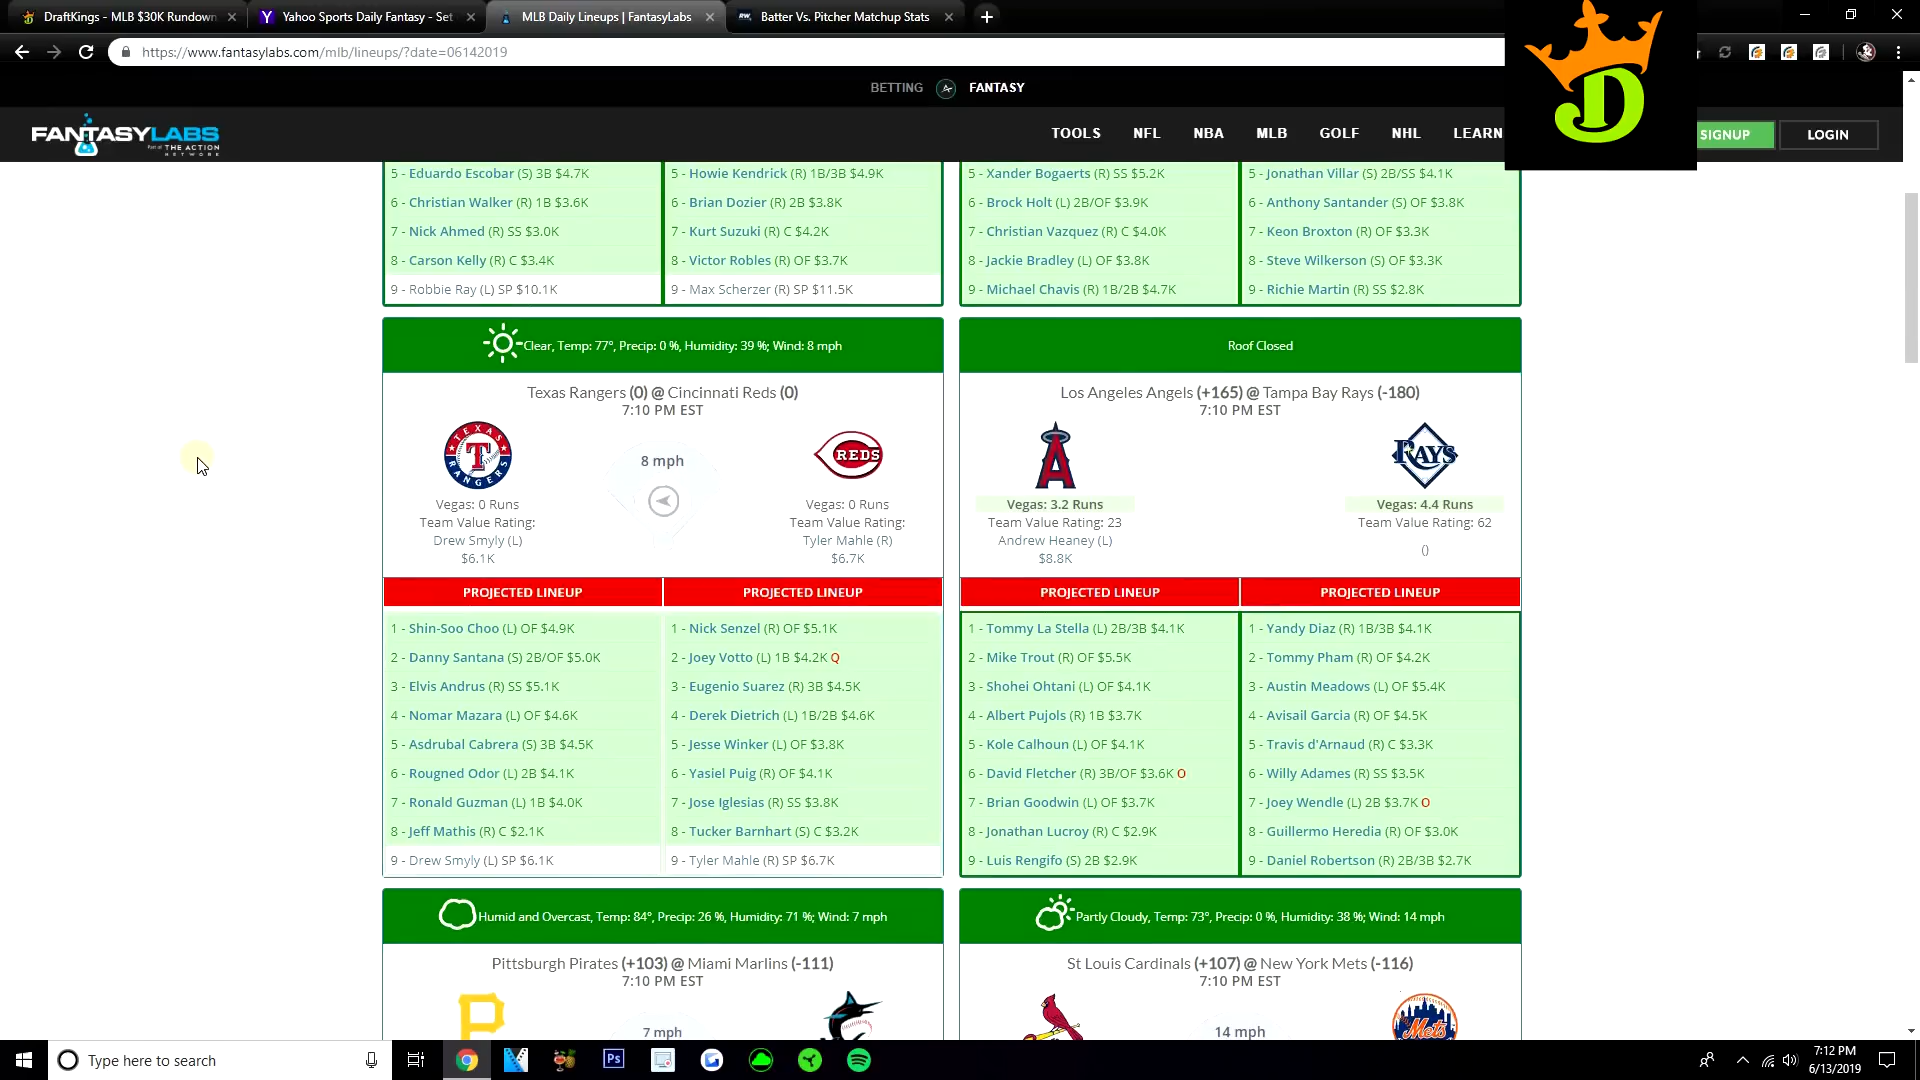 DraftKings - MLB $30K Rundown
Yahoo Sports Daily Fantasy - Set
MLB Daily Lineups | FantasyLabs
Batter Vs. Pitcher Matchup Stats
https://www.fantasylabs.com/mlb/lineups/?date=06142019
BETTING
FANTASY
FANTASYLABS
Part of THE ACTION NETWORK
TOOLS
NFL
NBA
MLB
GOLF
NHL
LEARN
SIGNUP
LOGIN
D
5 - Eduardo Escobar (S) 3B $4.7K
6 - Christian Walker (R) 1B $3.6K
7 - Nick Ahmed (R) SS $3.0K
8 - Carson Kelly (R) C $3.4K
9 - Robbie Ray (L) SP $10.1K
5 - Howie Kendrick (R) 1B/3B $4.9K
6 - Brian Dozier (R) 2B $3.8K
7 - Kurt Suzuki (R) C $4.2K
8 - Victor Robles (R) OF $3.7K
9 - Max Scherzer (R) SP $11.5K
5 - Xander Bogaerts (R) SS $5.2K
6 - Brock Holt (L) 2B/OF $3.9K
7 - Christian Vazquez (R) C $4.0K
8 - Jackie Bradley (L) OF $3.8K
9 - Michael Chavis (R) 1B/2B $4.7K
5 - Jonathan Villar (S) 2B/SS $4.1K
6 - Anthony Santander (S) OF $3.8K
7 - Keon Broxton (R) OF $3.3K
8 - Steve Wilkerson (S) OF $3.3K
9 - Richie Martin (R) SS $2.8K
Clear, Temp: 77°, Precip: 0 %, Humidity: 39 %; Wind: 8 mph
Texas Rangers (0) @ Cincinnati Reds (0)
7:10 PM EST
TEXAS
T
RANGERS
8 mph
REDS
Vegas: 0 Runs
Team Value Rating:
Drew Smyly (L)
$6.1K
Vegas: 0 Runs
Team Value Rating:
Tyler Mahle (R)
$6.7K
PROJECTED LINEUP
PROJECTED LINEUP
1 - Shin-Soo Choo (L) OF $4.9K
2 - Danny Santana (S) 2B/OF $5.0K
3 - Elvis Andrus (R) SS $5.1K
4 - Nomar Mazara (L) OF $4.6K
5 - Asdrubal Cabrera (S) 3B $4.5K
6 - Rougned Odor (L) 2B $4.1K
7 - Ronald Guzman (L) 1B $4.0K
8 - Jeff Mathis (R) C $2.1K
9 - Drew Smyly (L) SP $6.1K
1 - Nick Senzel (R) OF $5.1K
2 - Joey Votto (L) 1B $4.2K Q
3 - Eugenio Suarez (R) 3B $4.5K
4 - Derek Dietrich (L) 1B/2B $4.6K
5 - Jesse Winker (L) OF $3.8K
6 - Yasiel Puig (R) OF $4.1K
7 - Jose Iglesias (R) SS $3.8K
8 - Tucker Barnhart (S) C $3.2K
9 - Tyler Mahle (R) SP $6.7K
Roof Closed
Los Angeles Angels (+165) @ Tampa Bay Rays (-180)
7:10 PM EST
A
RAYS
Vegas: 3.2 Runs
Team Value Rating: 23
Andrew Heaney (L)
$8.8K
Vegas: 4.4 Runs
Team Value Rating: 62
()
PROJECTED LINEUP
PROJECTED LINEUP
1 - Tommy La Stella (L) 2B/3B $4.1K
2 - Mike Trout (R) OF $5.5K
3 - Shohei Ohtani (L) OF $4.1K
4 - Albert Pujols (R) 1B $3.7K
5 - Kole Calhoun (L) OF $4.1K
6 - David Fletcher (R) 3B/OF $3.6K O
7 - Brian Goodwin (L) OF $3.7K
8 - Jonathan Lucroy (R) C $2.9K
9 - Luis Rengifo (S) 2B $2.9K
1 - Yandy Diaz (R) 1B/3B $4.1K
2 - Tommy Pham (R) OF $4.2K
3 - Austin Meadows (L) OF $5.4K
4 - Avisail Garcia (R) OF $4.5K
5 - Travis d'Arnaud (R) C $3.3K
6 - Willy Adames (R) SS $3.5K
7 - Joey Wendle (L) 2B $3.7K O
8 - Guillermo Heredia (R) OF $3.0K
9 - Daniel Robertson (R) 2B/3B $2.7K
Humid and Overcast, Temp: 84°, Precip: 26 %, Humidity: 71 %; Wind: 7 mph
Pittsburgh Pirates (+103) @ Miami Marlins (-111)
7:10 PM EST
P
7 mph
Partly Cloudy, Temp: 73°, Precip: 0 %, Humidity: 38 %; Wind: 14 mph
St Louis Cardinals (+107) @ New York Mets (-116)
7:10 PM EST
14 mph
Mets
Type here to search
Ps
7:12 PM
6/13/2019